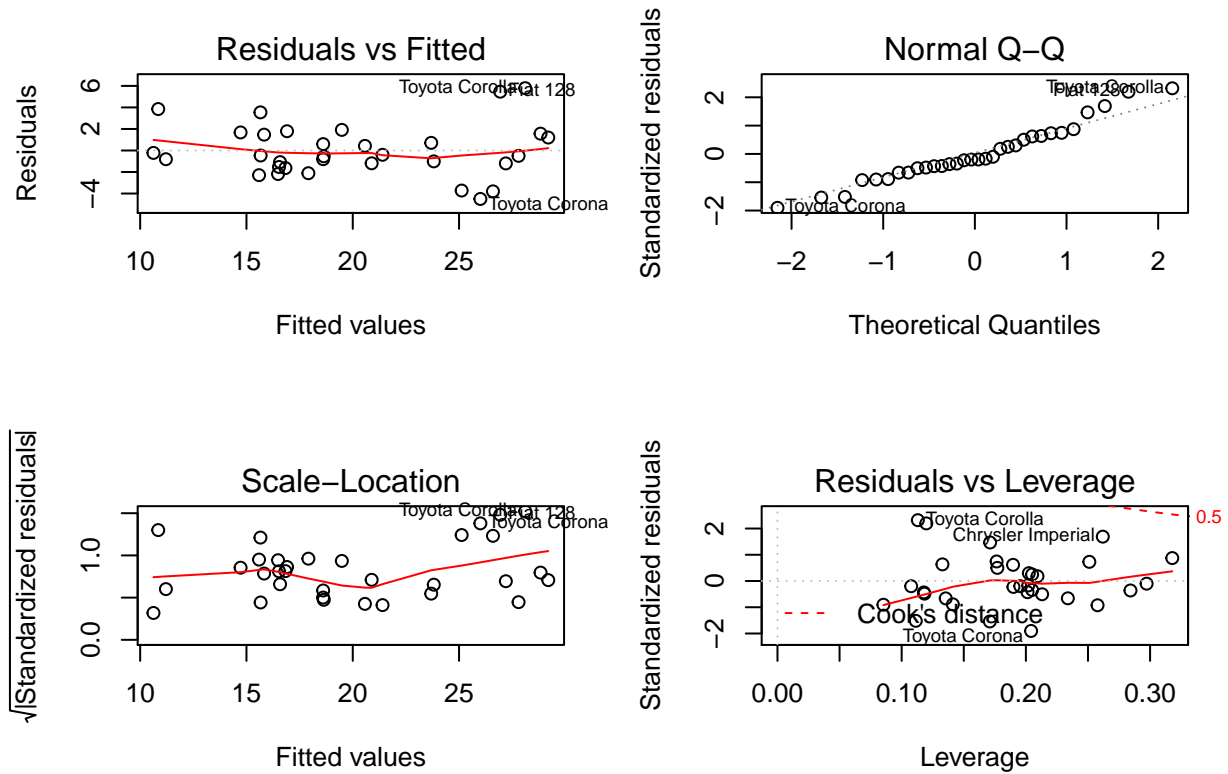 Residuals vs Fitted
Residuals
6
2
−4
Toyota Corolla
Fiat 128
Toyota Corona
10 15 20 25
Fitted values
Normal Q−Q
Standardized residuals
2
0
−2
Fiat 128
Toyota Corolla
Toyota Corona
−2 −1 0 1 2
Theoretical Quantiles
Scale−Location
√|Standardized residuals|
1.0
0.0
Toyota Corolla
Fiat 128
Toyota Corona
10 15 20 25
Fitted values
Residuals vs Leverage
Standardized residuals
2
0
−2
Toyota Corolla
Chrysler Imperial
Cook's distance
Toyota Corona
0.5
0.00 0.10 0.20 0.30
Leverage